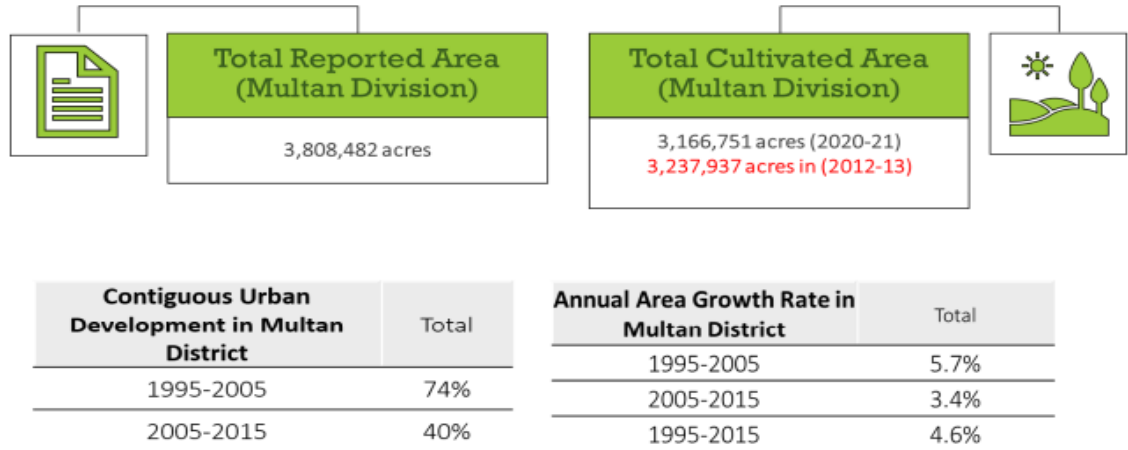 Total Reported Area
(Multan Division)
3,808,482 acres
Total Cultivated Area
(Multan Division)
3,166,751 acres (2020-21)
3,237,937 acres in (2012-13)
Contiguous Urban
Development in Multan
District
Total
1995-2005 74%
2005-2015 40%
Annual Area Growth Rate in
Multan District
Total
1995-2005 5.7%
2005-2015 3.4%
1995-2015 4.6%